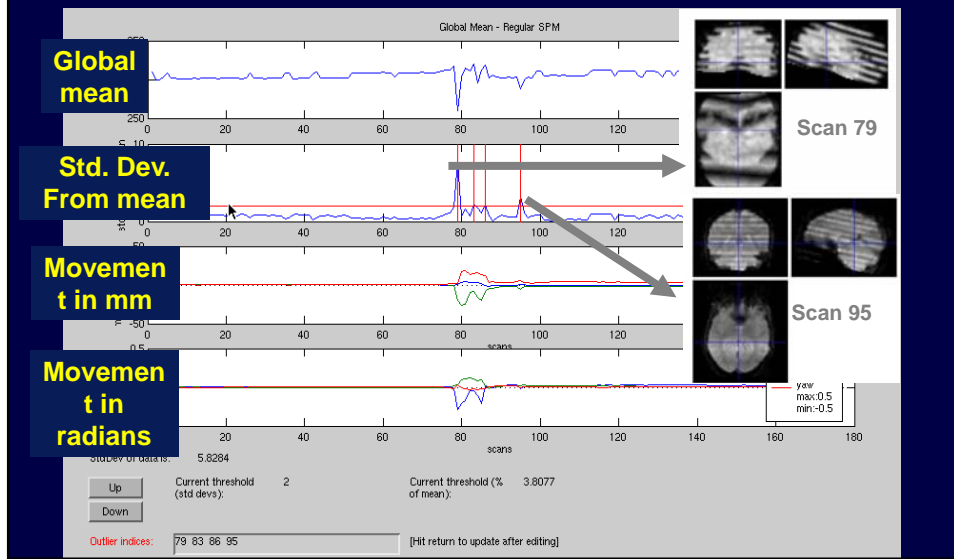 Global Mean - Regular SPM
Global
mean
250
0 20 40 60 80 100 120
Scan 79
10
Std. Dev.
From mean
0 20 40 60 80 100 120
Movemen
t in mm
-50
0 20 40 60 80 100 120
scans
Scan 95
0.5
Movemen
t in
radians
yaw
max:0.5
min:-0.5
20 40 60 80 100 120 140 160 180
scans
StdDev of data is: 5.8284
Up
Down
Current threshold
(std devs):
2
Current threshold (%
of mean):
3.8077
Outlier indices:
79 83 86 95
[Hit return to update after editing]